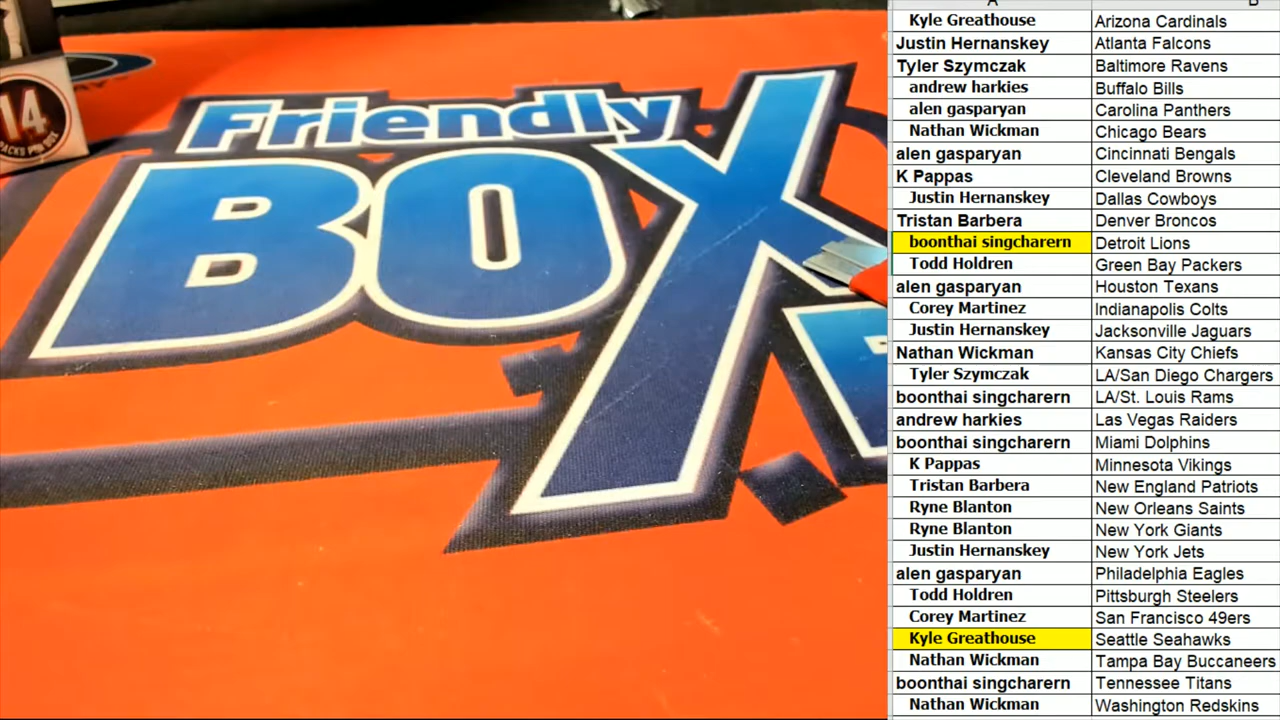 14
PACKS PER BOX
Friendly
BOX
A B
Kyle Greathouse Arizona Cardinals
Justin Hernanskey Atlanta Falcons
Tyler Szymczak Baltimore Ravens
andrew harkies Buffalo Bills
alen gasparyan Carolina Panthers
Nathan Wickman Chicago Bears
alen gasparyan Cincinnati Bengals
K Pappas Cleveland Browns
Justin Hernanskey Dallas Cowboys
Tristan Barbera Denver Broncos
boonthai singcharern Detroit Lions
Todd Holdren Green Bay Packers
alen gasparyan Houston Texans
Corey Martinez Indianapolis Colts
Justin Hernanskey Jacksonville Jaguars
Nathan Wickman Kansas City Chiefs
Tyler Szymczak LA/San Diego Chargers
boonthai singcharern LA/St. Louis Rams
andrew harkies Las Vegas Raiders
boonthai singcharern Miami Dolphins
K Pappas Minnesota Vikings
Tristan Barbera New England Patriots
Ryne Blanton New Orleans Saints
Ryne Blanton New York Giants
Justin Hernanskey New York Jets
alen gasparyan Philadelphia Eagles
Todd Holdren Pittsburgh Steelers
Corey Martinez San Francisco 49ers
Kyle Greathouse Seattle Seahawks
Nathan Wickman Tampa Bay Buccaneers
boonthai singcharern Tennessee Titans
Nathan Wickman Washington Redskins